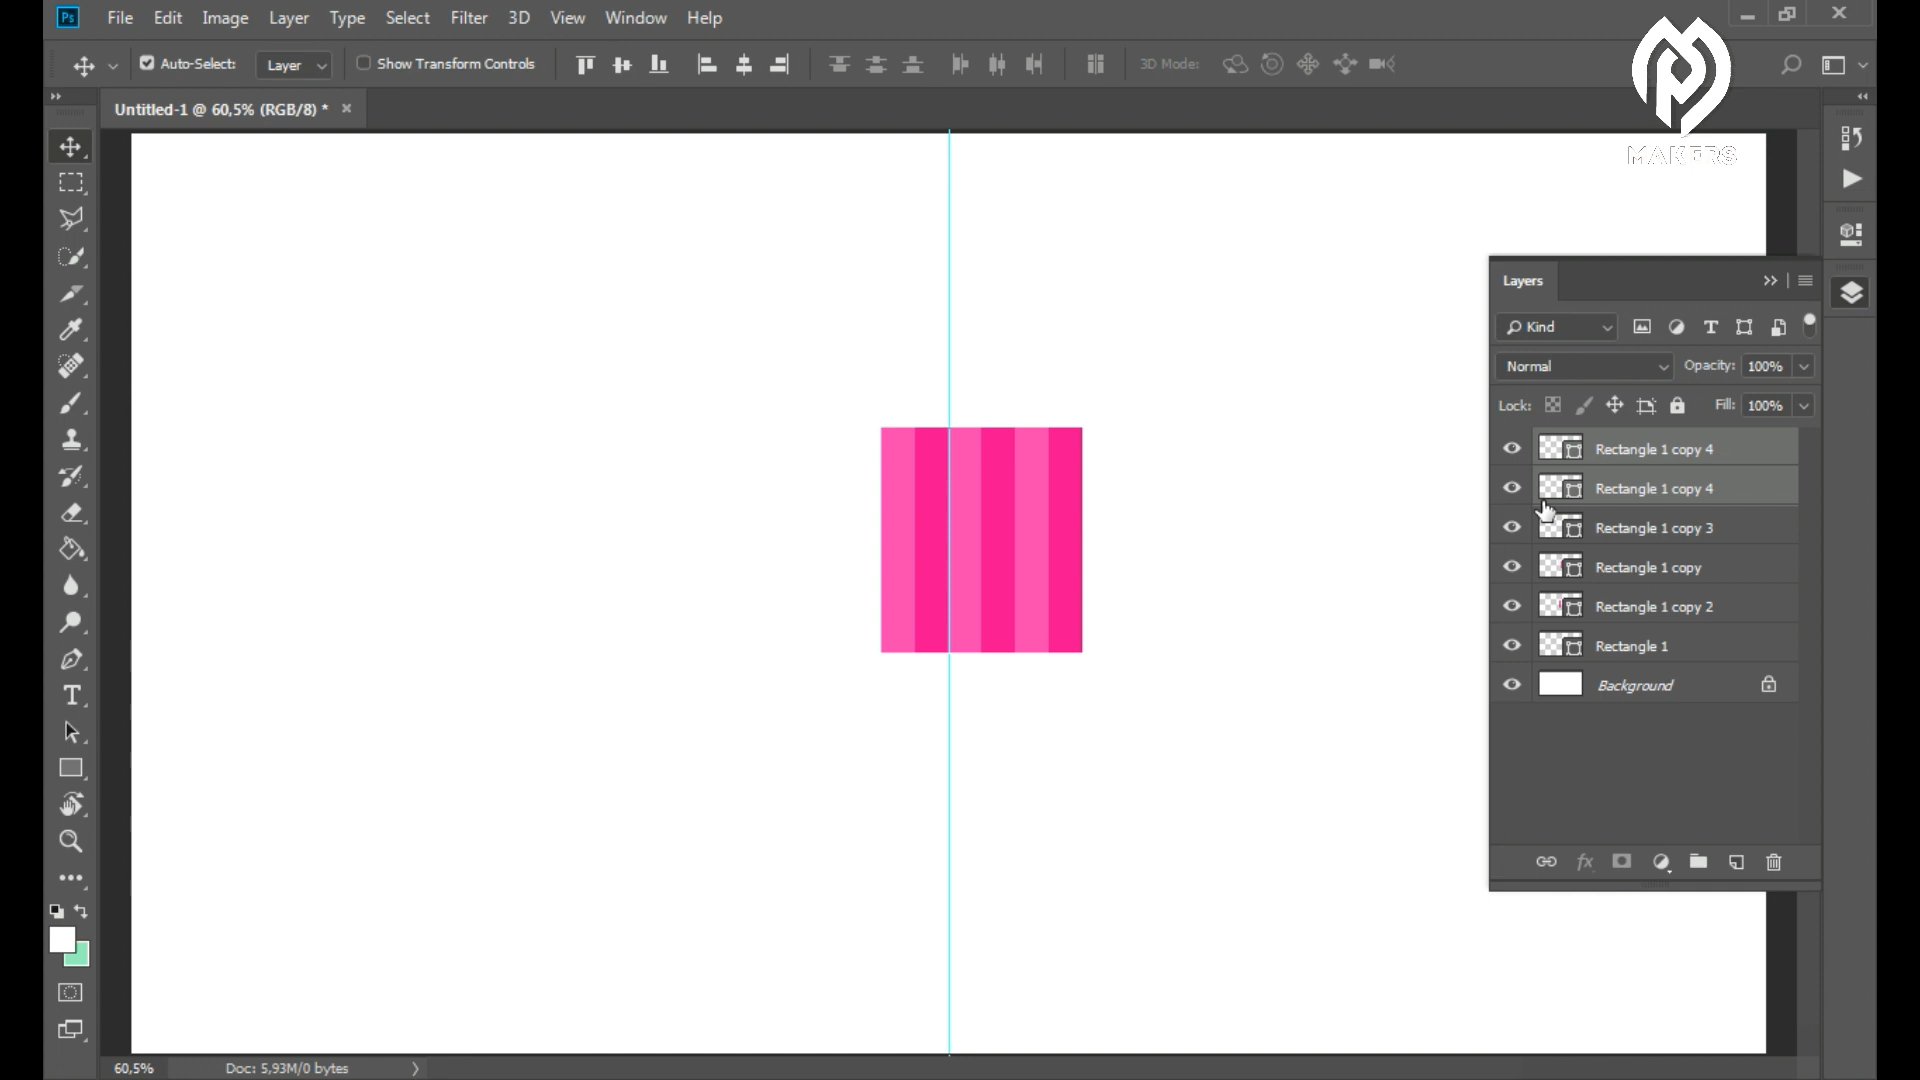 Ps File Edit Image Layer Type Select Filter 3D View Window Help
Auto-Select: Layer Show Transform Controls 3D Mode:
MAKERS
Untitled-1 @ 60,5% (RGB/8) *
Layers
Kind
Normal Opacity: 100%
Lock: Fill: 100%
Rectangle 1 copy 4
Rectangle 1 copy 4
Rectangle 1 copy 3
Rectangle 1 copy
Rectangle 1 copy 2
Rectangle 1
Background
fx
60,5% Doc: 5,93M/0 bytes